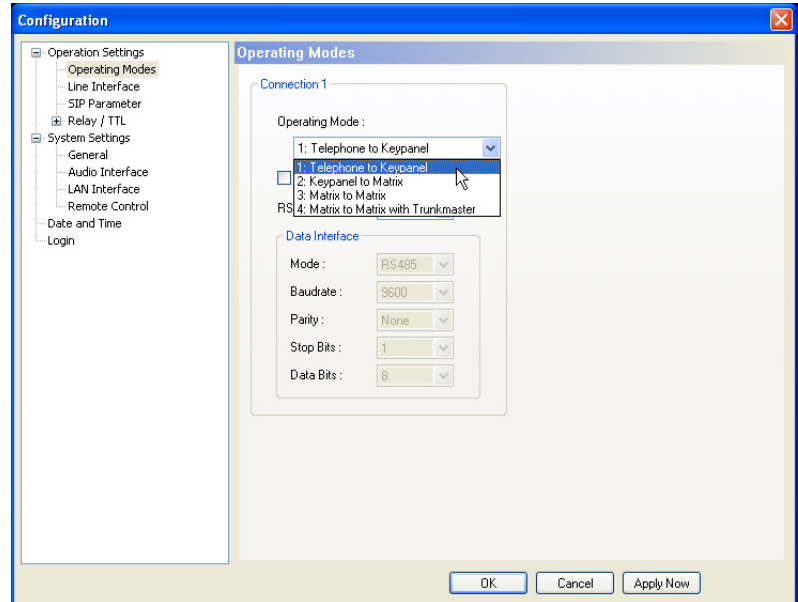 Configuration
Operation Settings
Operating Modes
Line Interface
SIP Parameter
Relay / TTL
System Settings
General
Audio Interface
LAN Interface
Remote Control
Date and Time
Login
Operating Modes
Connection 1
Operating Mode :
1: Telephone to Keypanel
1: Telephone to Keypanel
2: Keypanel to Matrix
3: Matrix to Matrix
RS
4: Matrix to Matrix with Trunkmaster
Data Interface
Mode : RS485
Baudrate : 9600
Parity : None
Stop Bits : 1
Data Bits : 8
OK Cancel Apply Now